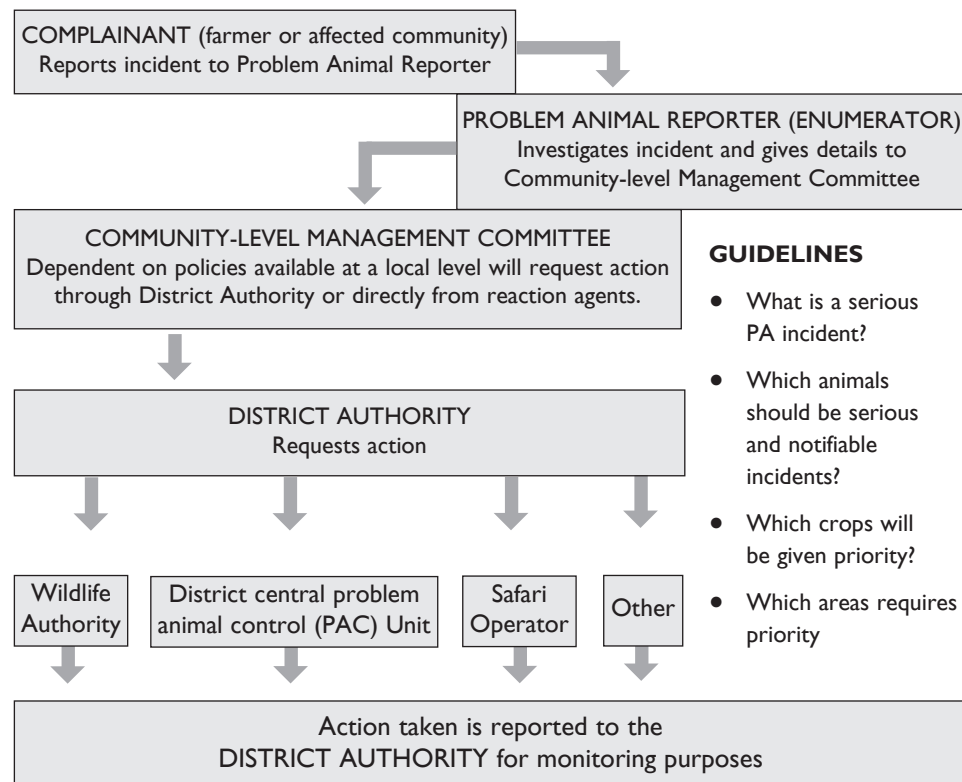 COMPLAINANT (farmer or affected community)
Reports incident to Problem Animal Reporter
PROBLEM ANIMAL REPORTER (ENUMERATOR)
Investigates incident and gives details to
Community-level Management Committee
COMMUNITY-LEVEL MANAGEMENT COMMITTEE
Dependent on policies available at a local level will request action
through District Authority or directly from reaction agents.
DISTRICT AUTHORITY
Requests action
Wildlife
Authority
District central problem
animal control (PAC) Unit
Safari
Operator
Other
Action taken is reported to the
DISTRICT AUTHORITY for monitoring purposes
GUIDELINES
• What is a serious
PA incident?
• Which animals
should be serious
and notifiable
incidents?
• Which crops will
be given priority?
• Which areas requires
priority